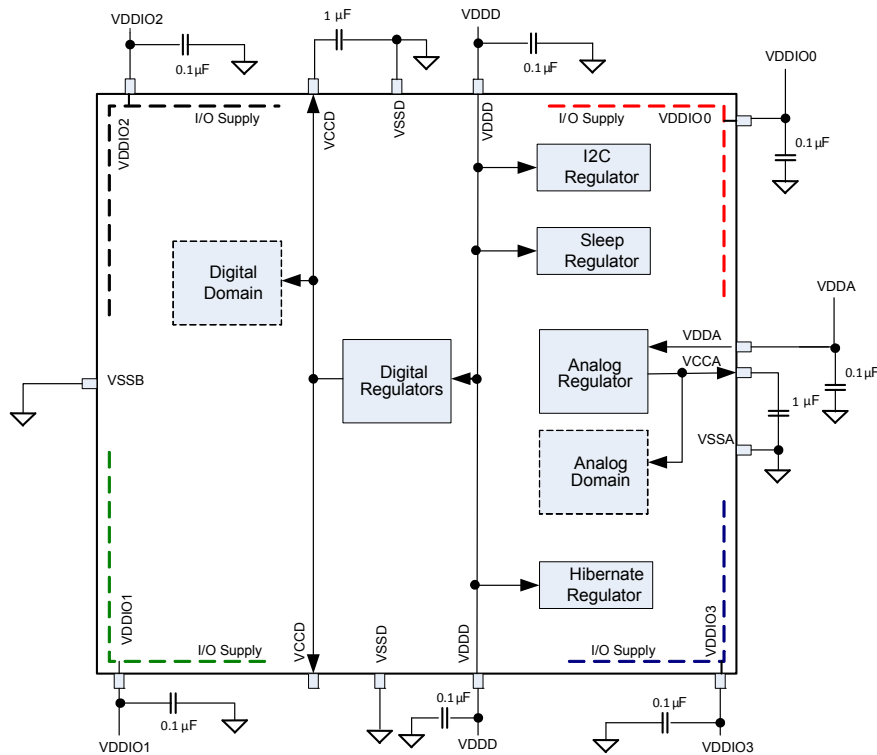 VDDIO2
1 µF
VDDD
0.1µF
0.1µF
VDDIO0
I/O Supply
I/O Supply
VDDIO0
VDDIO2
VCCD
VSSD
VDDD
0.1µF
I2C
Regulator
Sleep
Regulator
Digital
Domain
VDDA
VDDA
Digital
Regulators
Analog
Regulator
VCCA
0.1µF
VSSB
1 µF
VSSA
Analog
Domain
Hibernate
Regulator
VDDIO1
I/O Supply
VCCD
VSSD
VDDD
I/O Supply
VDDIO3
0.1µF
0.1µF
0.1µF
VDDIO1
VDDD
VDDIO3